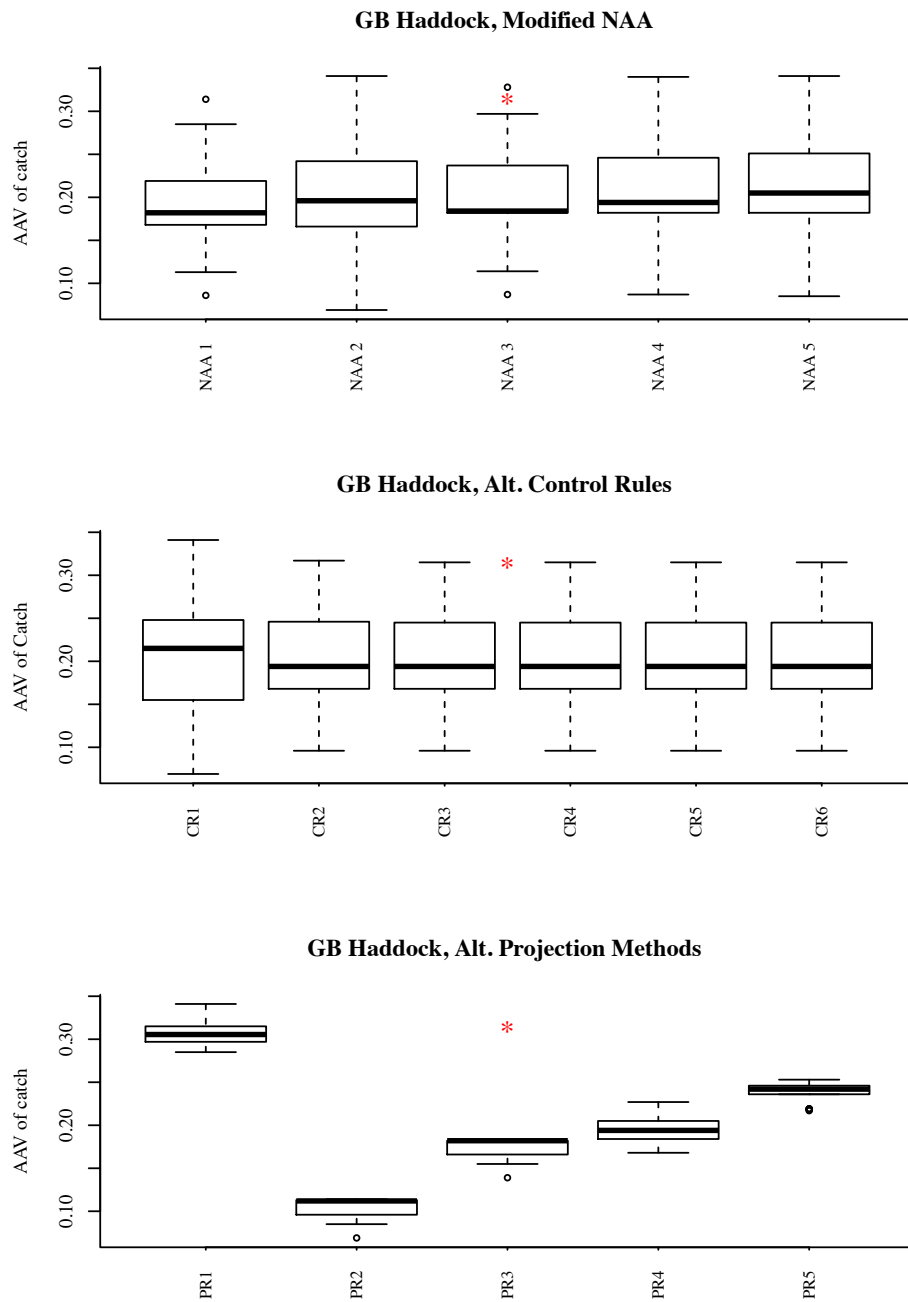 GB Haddock, Modified NAA
AAV of catch
0.30
0.20
0.10
*
NAA 1
NAA 2
NAA 3
NAA 4
NAA 5
GB Haddock, Alt. Control Rules
AAV of Catch
0.30
0.20
0.10
*
CR1
CR2
CR3
CR4
CR5
CR6
GB Haddock, Alt. Projection Methods
AAV of catch
0.30
0.20
0.10
*
PR1
PR2
PR3
PR4
PR5